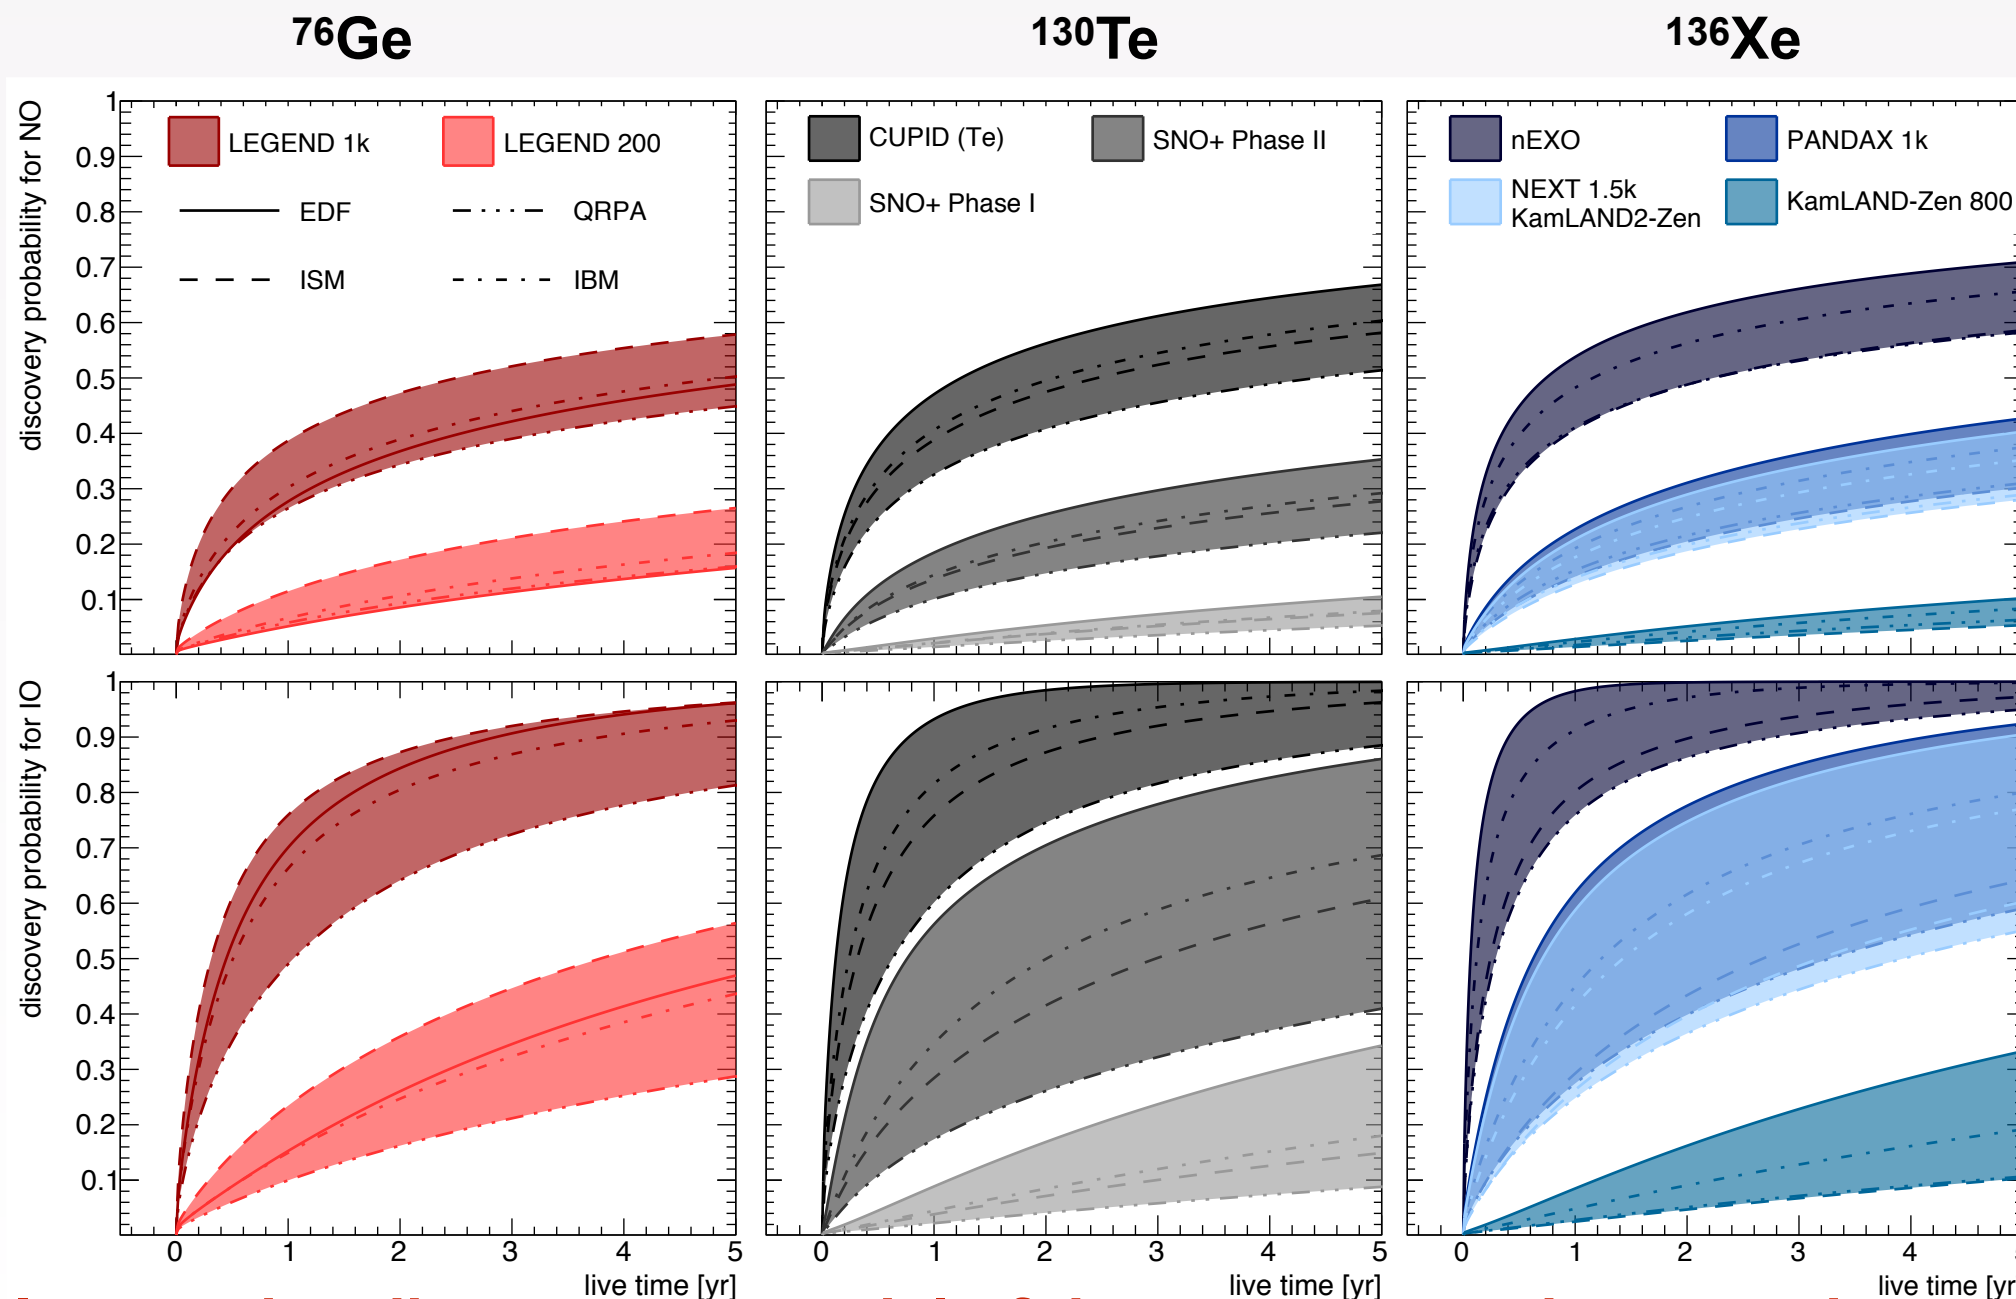 ⁷⁶Ge ¹³⁰Te ¹³⁶Xe
discovery probability for NO
1
0.9
0.8
0.7
0.6
0.5
0.4
0.3
0.2
0.1
LEGEND 1k LEGEND 200
EDF QRPA
ISM IBM
CUPID (Te) SNO+ Phase II
SNO+ Phase I
nEXO PANDAX 1k
NEXT 1.5k
KamLAND2-Zen KamLAND-Zen 800
discovery probability for IO
1
0.9
0.8
0.7
0.6
0.5
0.4
0.3
0.2
0.1
0 1 2 3 4 5
live time [yr]
0 1 2 3 4 5
live time [yr]
0 1 2 3 4
live time [yr